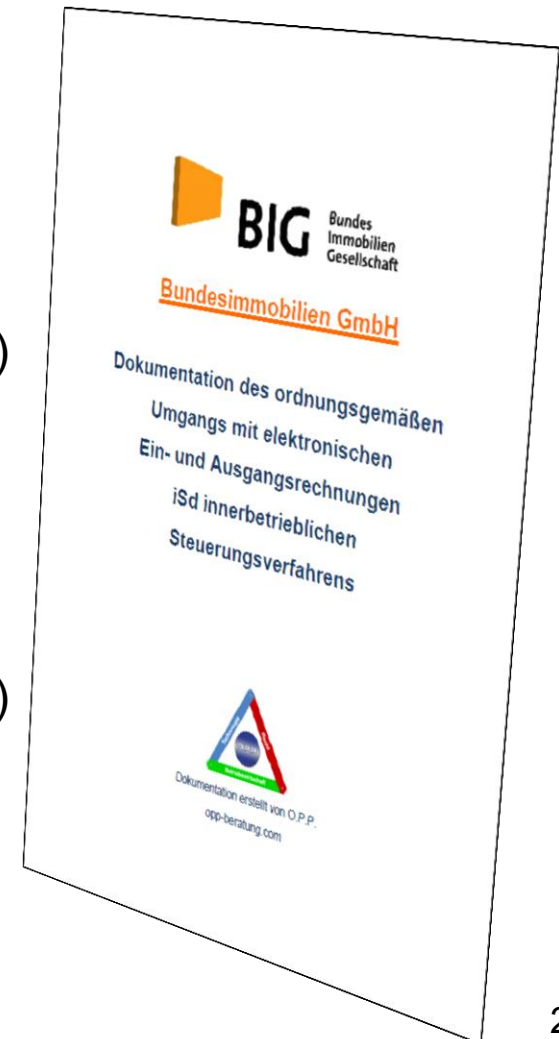 BIG
Bundes
Immobilien
Gesellschaft
Bundesimmobilien GmbH
)
Dokumentation des ordnungsgemäßen
Umgangs mit elektronischen
Ein- und Ausgangsrechnungen
iSd innerbetrieblichen
Steuerungsverfahrens
)
Dokumentation erstellt von O.P.P.
opp-beratung.com
2